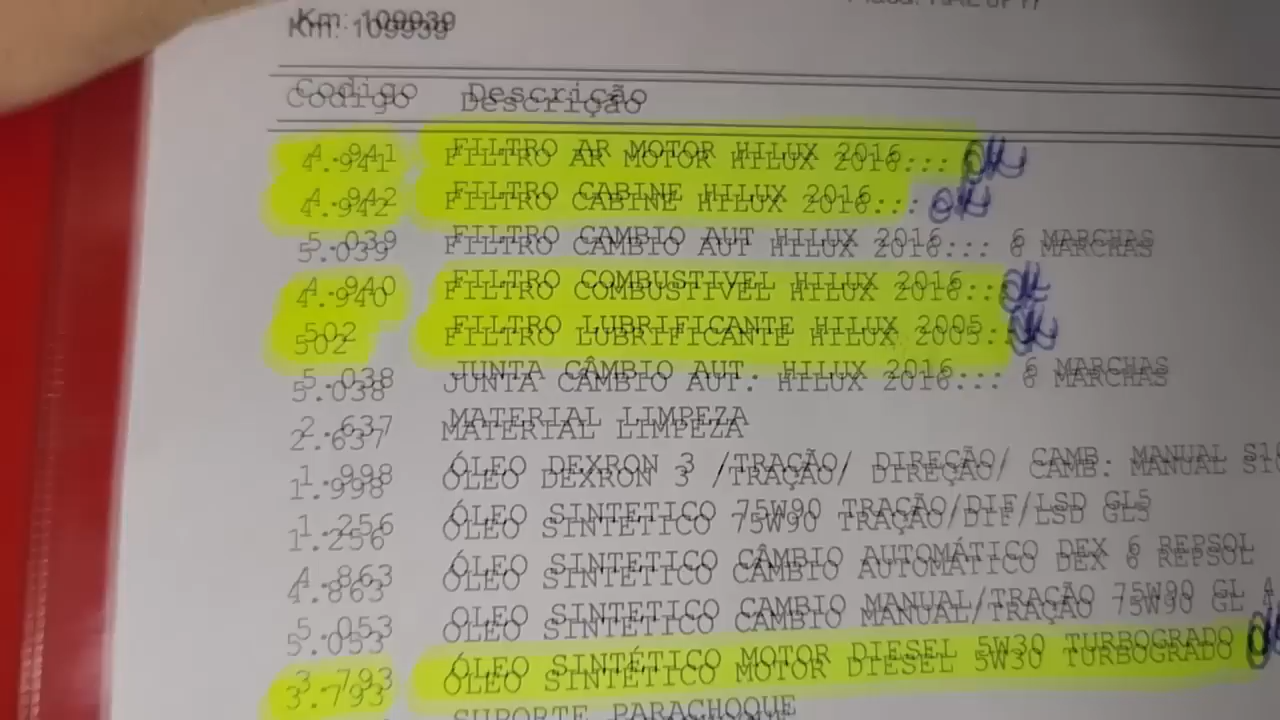 Km: 109939
Codigo Descrição
4.941 FILTRO AR MOTOR HILUX 2016... OK
4.942 FILTRO CABINE HILUX 2016... OK
5.039 FILTRO CAMBIO AUT HILUX 2016... 6 MARCHAS
4.940 FILTRO COMBUSTIVEL HILUX 2016.. OK
502 FILTRO LUBRIFICANTE HILUX 2005. OK
5.038 JUNTA CÂMBIO AUT: HILUX 2016... 6 MARCHAS
2.637 MATERIAL LIMPEZA
1.998 ÓLEO DEXRON 3 /TRAÇÃO/ DIREÇÃO/ CAMB: MANUAL
1.256 ÓLEO SINTETICO 75W90 TRAÇÃO/DIF/LSD GL5
4.863 ÓLEO SINTETICO CÂMBIO AUTOMÁTICO DEX 6 REPSOL
5.053 ÓLEO SINTETICO CAMBIO MANUAL/TRAÇÃO 75W90 GL
3.793 ÓLEO SINTÉTICO MOTOR DIESEL 5W30 TURBOGRADO
SUPORTE PARACHOQUE